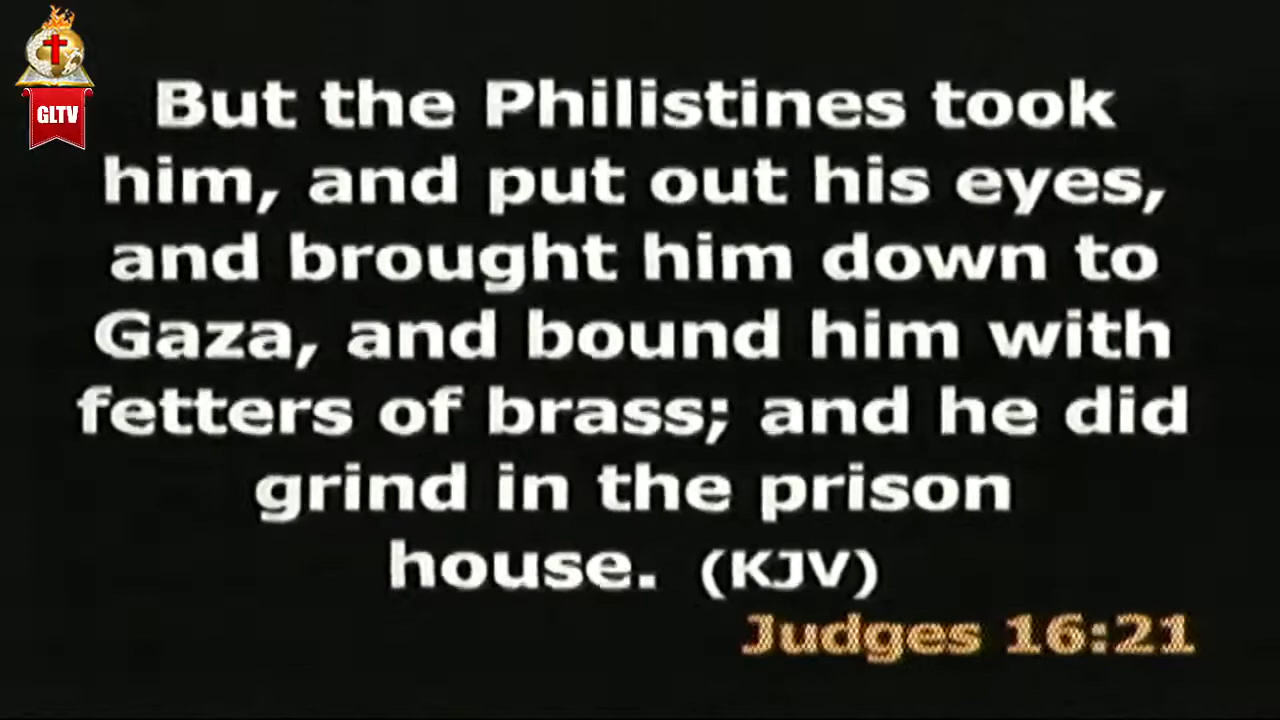 GLTV
But the Philistines took
him, and put out his eyes,
and brought him down to
Gaza, and bound him with
fetters of brass; and he did
grind in the prison
house. (KJV)
Judges 16:21